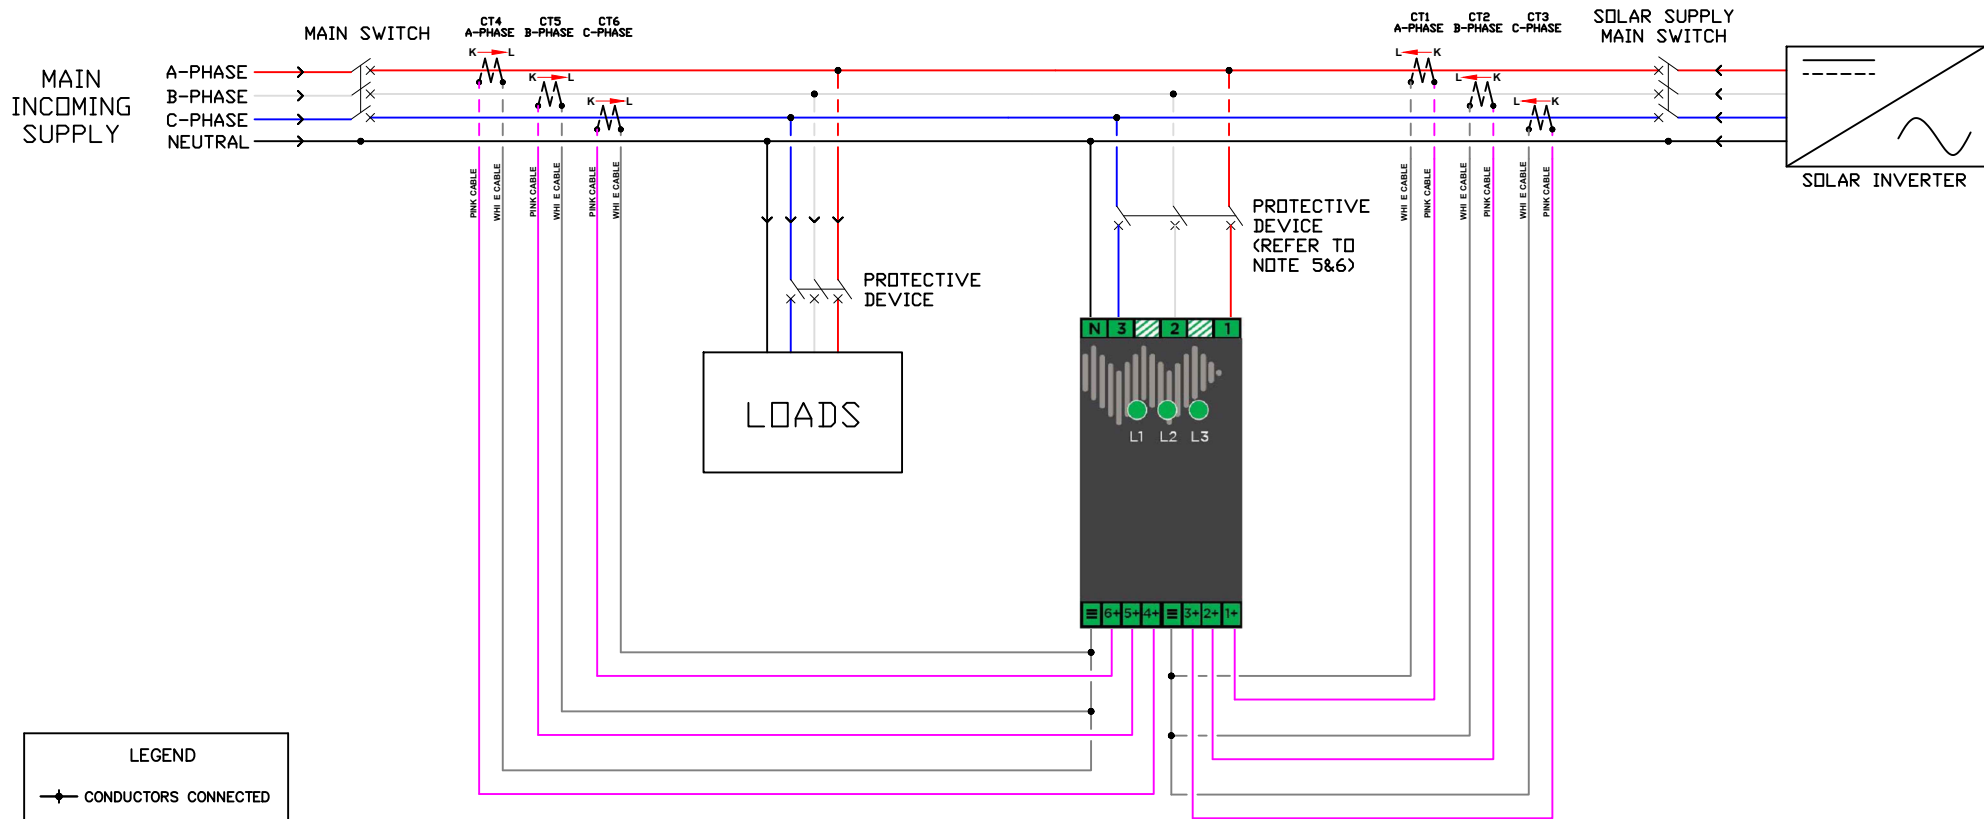 MAIN SWITCH
CT4
A-PHASE
CT5
B-PHASE
CT6
C-PHASE
CT1
A-PHASE
CT2
B-PHASE
CT3
C-PHASE
SOLAR SUPPLY
MAIN SWITCH
MAIN
INCOMING
SUPPLY
A-PHASE
B-PHASE
C-PHASE
NEUTRAL
K L
K L
K L
L K
L K
L K
SOLAR INVERTER
PINK CABLE
WHI E CABLE
PINK CABLE
WHI E CABLE
PINK CABLE
WHI E CABLE
WHI E CABLE
PINK CABLE
WHI E CABLE
PINK CABLE
WHI E CABLE
PINK CABLE
PROTECTIVE
DEVICE
(REFER TO
NOTE 5&6)
PROTECTIVE
DEVICE
LOADS
N 3 2 1
L1 L2 L3
6+ 5+ 4+ 3+ 2+ 1+
LEGEND
CONDUCTORS CONNECTED